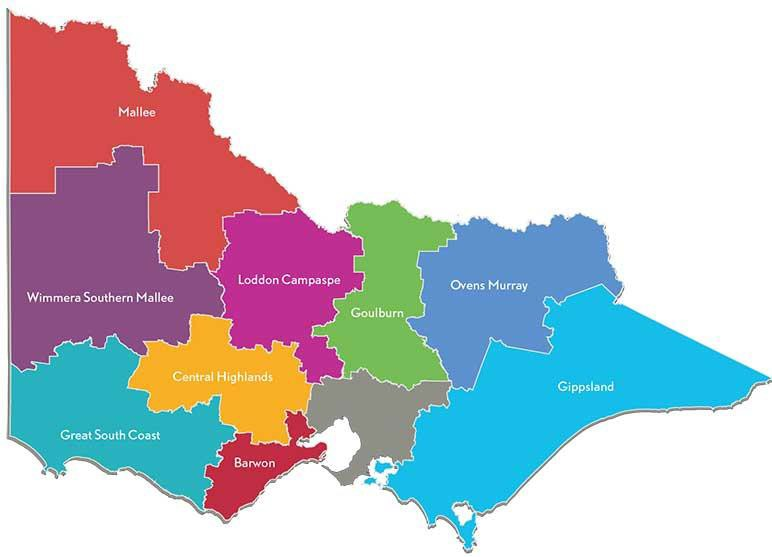 Mallee
Loddon Campaspe
Ovens Murray
Wimmera Southern Mallee
Goulburn
Central Highlands
Gippsland
Great South Coast
Barwon